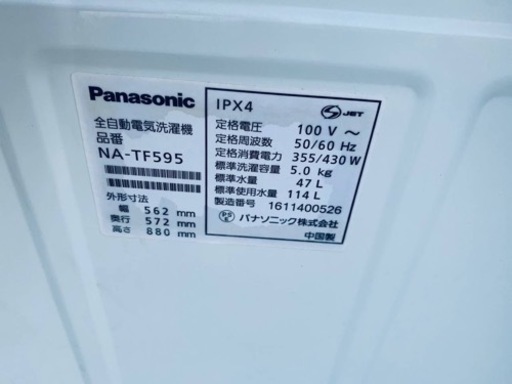 Panasonic
全自動電気洗濯機
品番
NA-TF595
外形寸法
幅 562 mm
奥行 572 mm
高さ 880 mm
IPX4
S JET
定格電圧 100 V ～
定格周波数 50/60 Hz
定格消費電力 355/430 W
標準洗濯容量 5.0 kg
標準水量 47 L
標準使用水量 114 L
製造番号 1611400526
PS E パナソニック株式会社
中国製